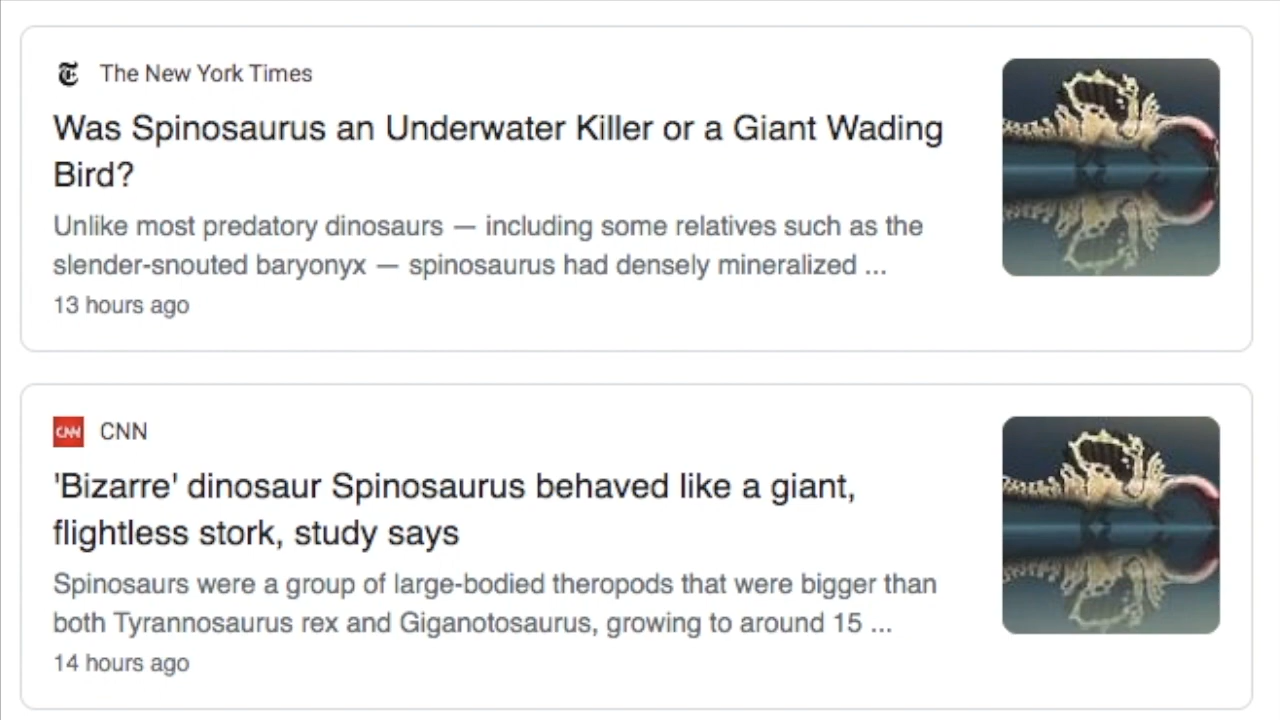 The New York Times
Was Spinosaurus an Underwater Killer or a Giant Wading
Bird?
Unlike most predatory dinosaurs — including some relatives such as the
slender-snouted baryonyx — spinosaurus had densely mineralized ...
13 hours ago
CNN CNN
'Bizarre' dinosaur Spinosaurus behaved like a giant,
flightless stork, study says
Spinosaurs were a group of large-bodied theropods that were bigger than
both Tyrannosaurus rex and Giganotosaurus, growing to around 15 ...
14 hours ago